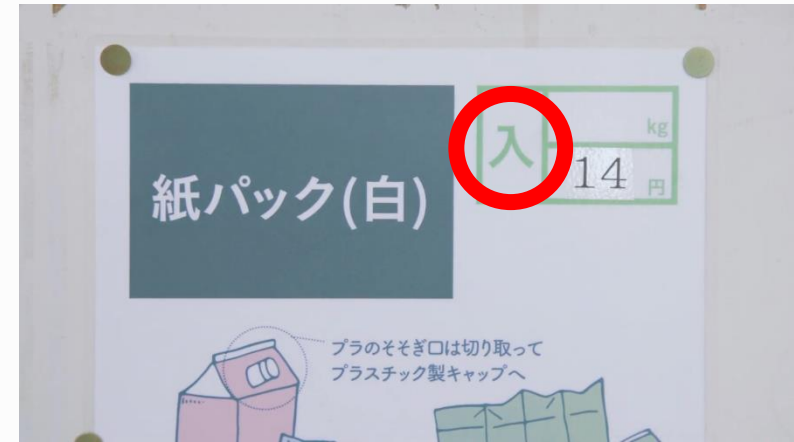 紙パック(白)
入
kg
14 円
プラのそそぎ口は切り取って
プラスチック製キャップへ